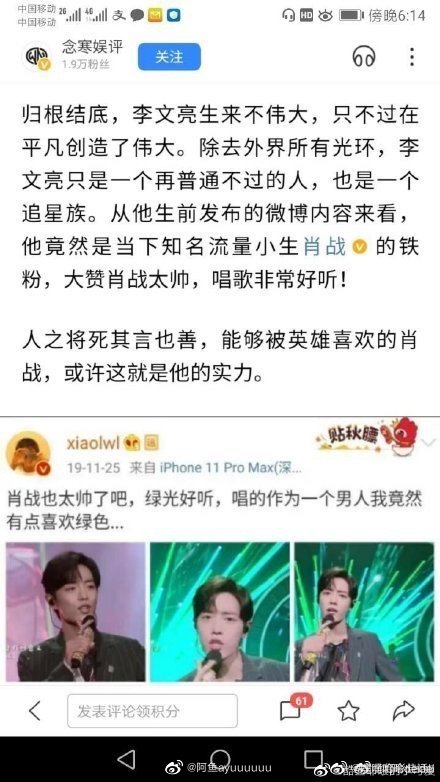 中国移动 中国移动 2G 4G HD 傍晚6:14
念寒娱评
1.9万粉丝
关注
归根结底，李文亮生来不伟大，只不过在
平凡创造了伟大。除去外界所有光环，李
文亮只是一个再普通不过的人，也是一个
追星族。从他生前发布的微博内容来看，
他竟然是当下知名流量小生肖战 的铁
粉，大赞肖战太帅，唱歌非常好听！
人之将死其言也善，能够被英雄喜欢的肖
战，或许这就是他的实力。
xiaolwl
贴秋膘
19-11-25 来自 iPhone 11 Pro Max(深...
肖战也太帅了吧，绿光好听，唱的作为一个男人我竟然
有点喜欢绿色...
发表评论领积分
61
@阿鱼ayuuuuuu